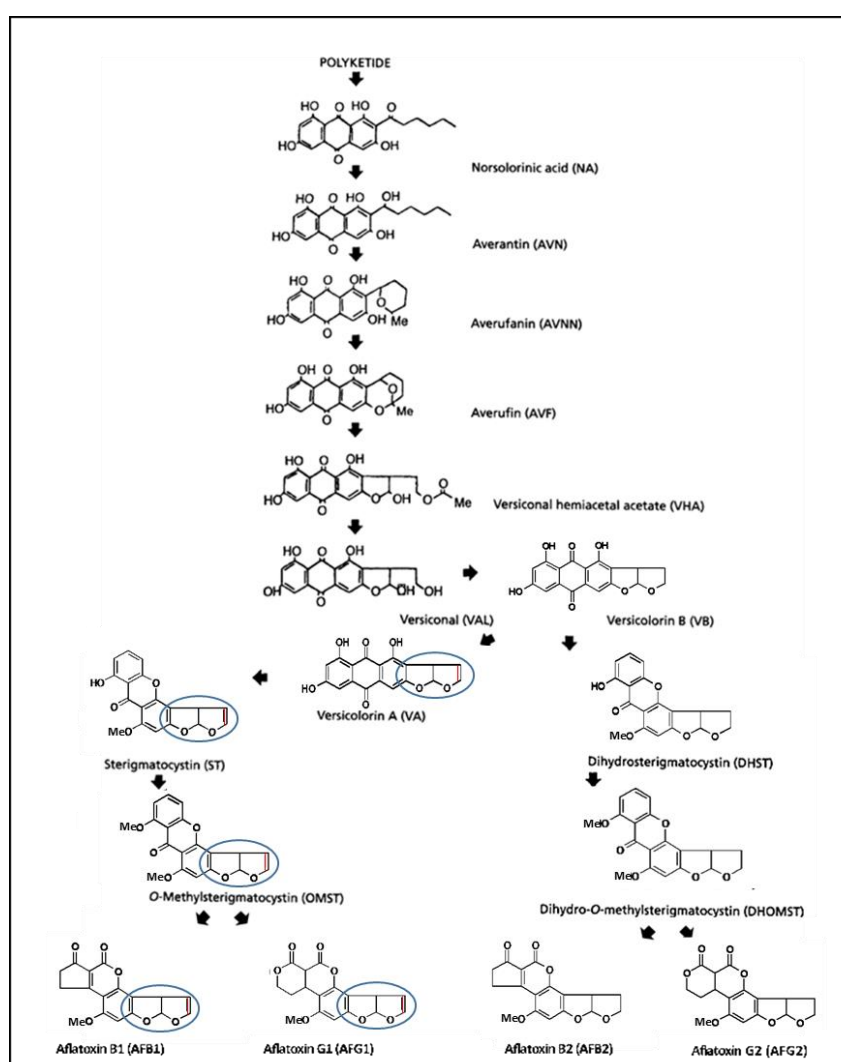 POLYKETIDE
HO O HO O
HO OH
O
Norsolorinic acid (NA)
HO O HO OH
HO OH
O
Averantin (AVN)
HO O OH
O
HO OH Me
O
Averufanin (AVNN)
OH O OH
O
HO O Me
O
Averufin (AVF)
HO O OH
O
HO O OH O Me
O
Versiconal hemiacetal acetate (VHA)
HO O OH
OH O OH OH
O
Versiconal (VAL)
OH O OH
HO O O
O
Versicolorin B (VB)
OH O OH
HO O O
O
Versicolorin A (VA)
HO O
O
MeO O O
Sterigmatocystin (ST)
HO O
O
MeO O O
Dihydrosterigmatocystin (DHST)
MeO O
O
MeO O O
O-Methylsterigmatocystin (OMST)
MeO O
O
MeO O O
Dihydro-O-methylsterigmatocystin (DHOMST)
O O
O
MeO O O
Aflatoxin B1 (AFB1)
O O
O O
MeO O O
Aflatoxin G1 (AFG1)
O O
O
MeO O O
Aflatoxin B2 (AFB2)
O O
O O
MeO O O
Aflatoxin G2 (AFG2)